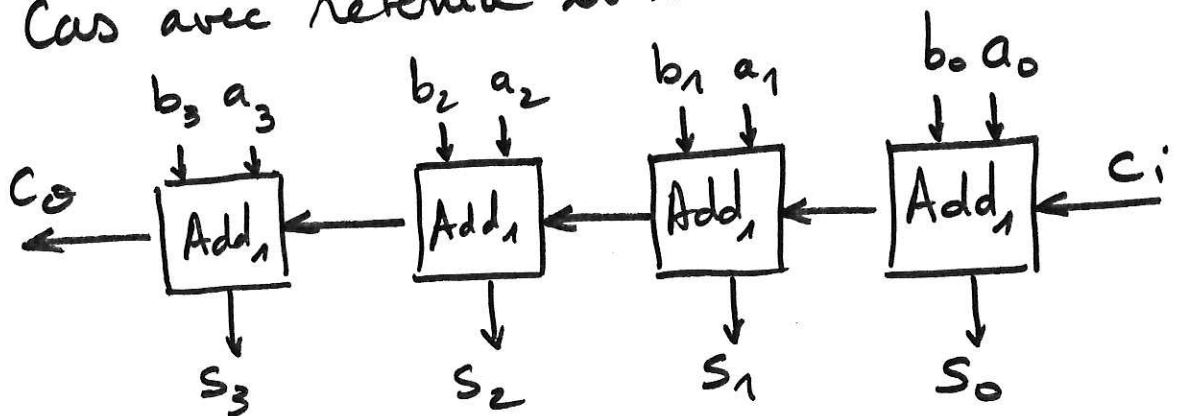 Cas avec retenue
b₃ a₃ b₂ a₂ b₁ a₁ b₀ a₀
C₀ Add₁ Add₁ Add₁ Add₁ Ci
S₃ S₂ S₁ S₀